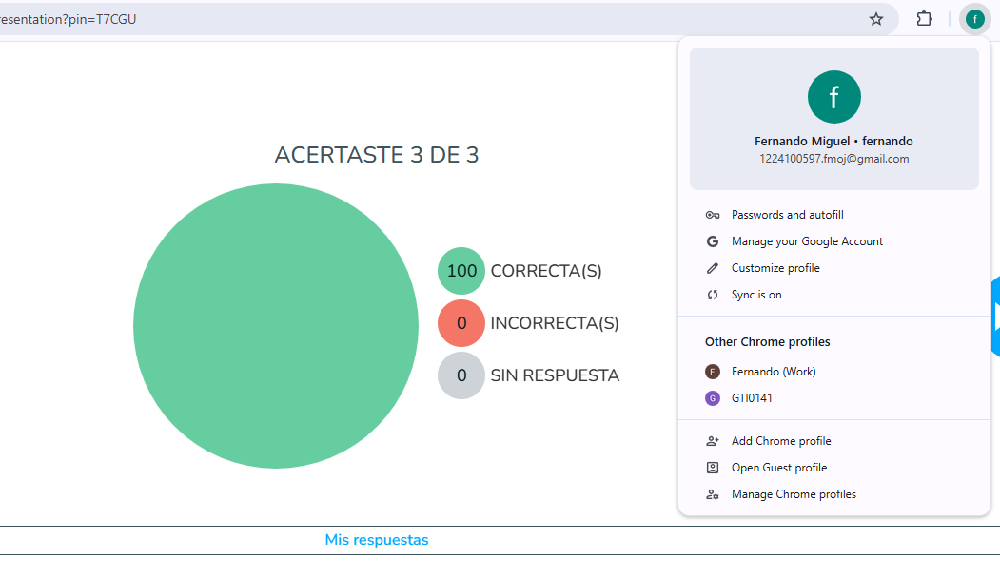 resentation?pin=T7CGU
f
f
Fernando Miguel • fernando
1224100597.fmoj@gmail.com
Passwords and autofill
G Manage your Google Account
Customize profile
Sync is on
Other Chrome profiles
F Fernando (Work)
G GTI0141
Add Chrome profile
Open Guest profile
Manage Chrome profiles
ACERTASTE 3 DE 3
100 CORRECTA(S)
0 INCORRECTA(S)
0 SIN RESPUESTA
Mis respuestas